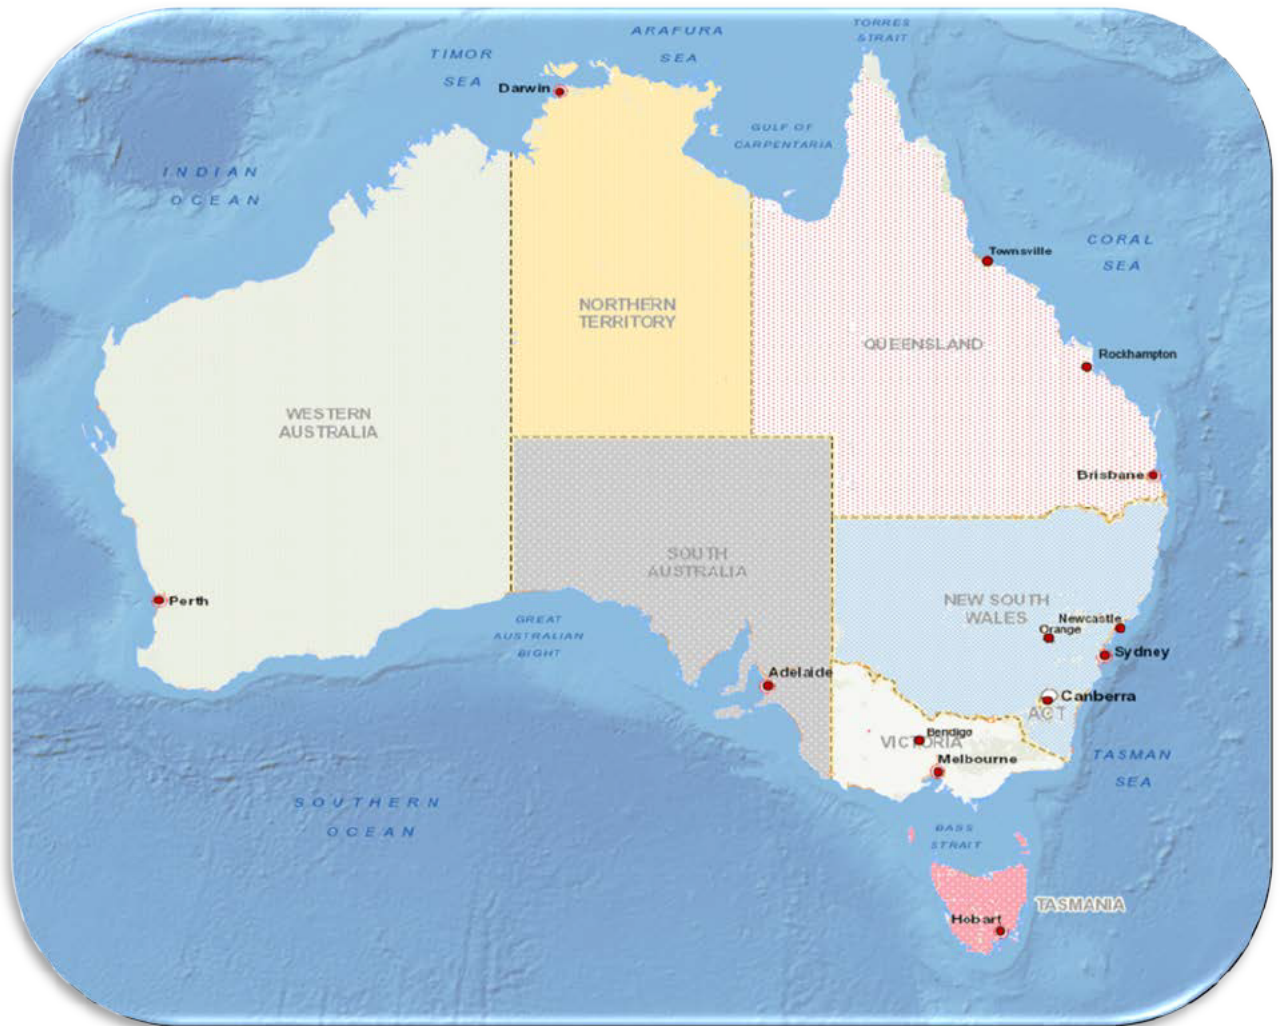 TORRES
STRAIT
ARAFURA
SEA
TIMOR
SEA
Darwin
GULF OF
CARPENTARIA
INDIAN
OCEAN
CORAL
SEA
Townsville
NORTHERN
TERRITORY
QUEENSLAND
Rockhampton
WESTERN
AUSTRALIA
Brisbane
SOUTH
AUSTRALIA
NEW SOUTH
WALES
Perth
Newcastle
Orange
GREAT
AUSTRALIAN
BIGHT
Sydney
Adelaide
Canberra
ACT
Bendigo
VICTORIA
Melbourne
TASMAN
SEA
SOUTHERN
OCEAN
BASS
STRAIT
TASMANIA
Hobart